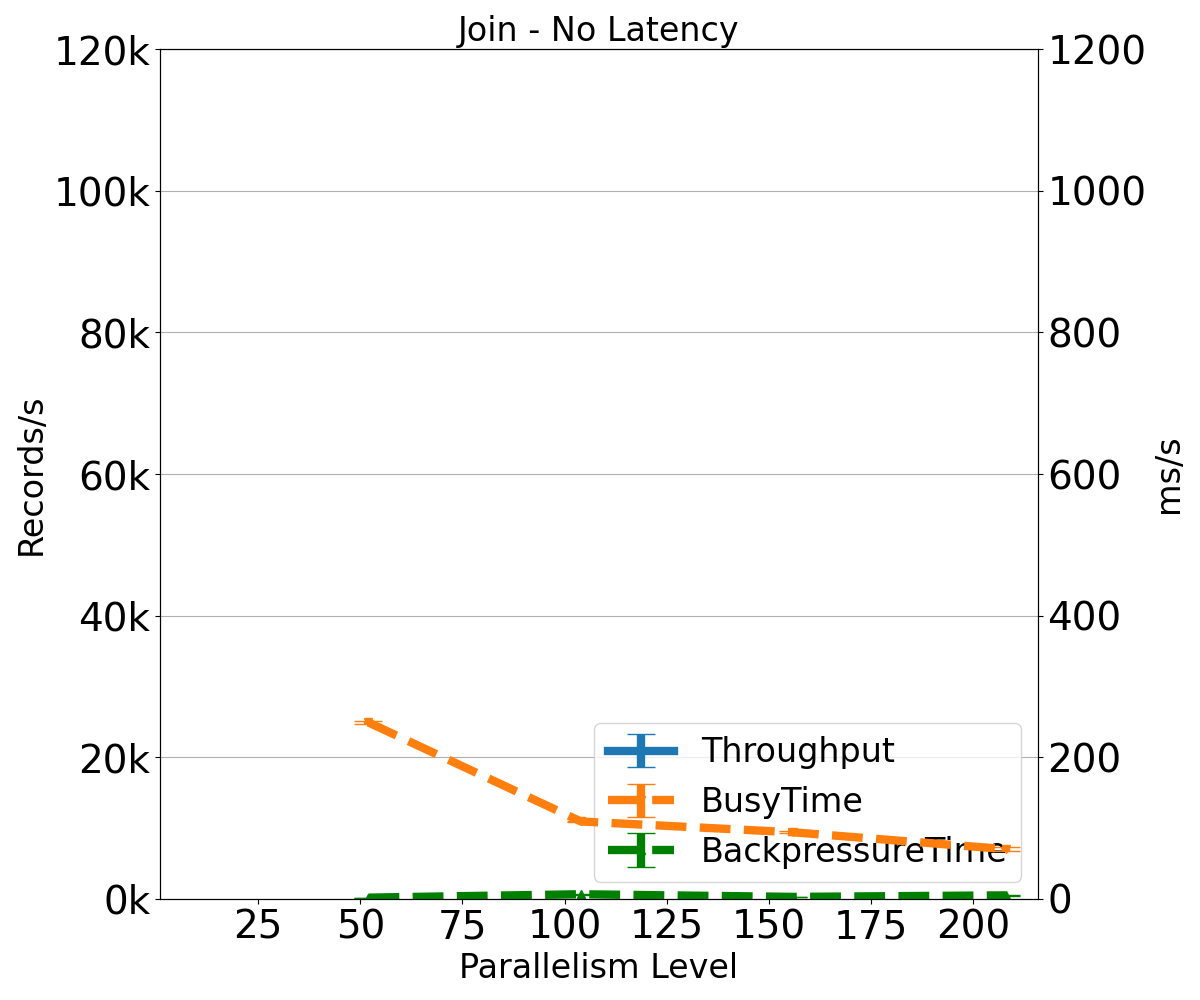 Join - No Latency
120k
100k
80k
60k
40k
20k
0k
Records/s
1200
1000
800
600
400
200
0
ms/s
25 50 75 100 125 150 175 200
Parallelism Level
Throughput
BusyTime
BackpressureTime